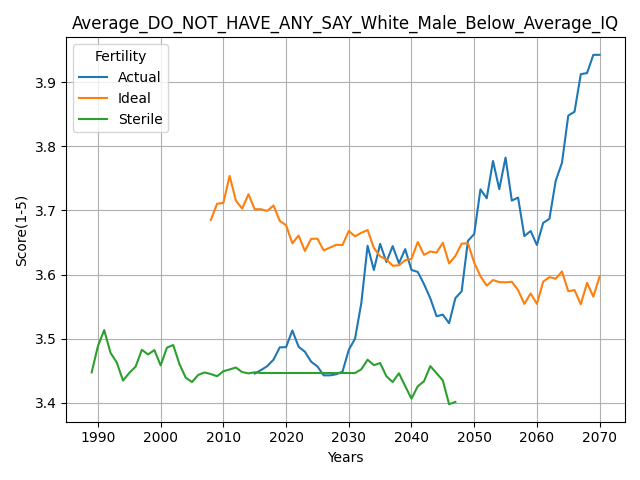 Average_DO_NOT_HAVE_ANY_SAY_White_Male_Below_Average_IQ
Fertility
Actual
Ideal
Sterile
3.9
3.8
3.7
3.6
3.5
3.4
Score(1-5)
1990 2000 2010 2020 2030 2040 2050 2060 2070
Years